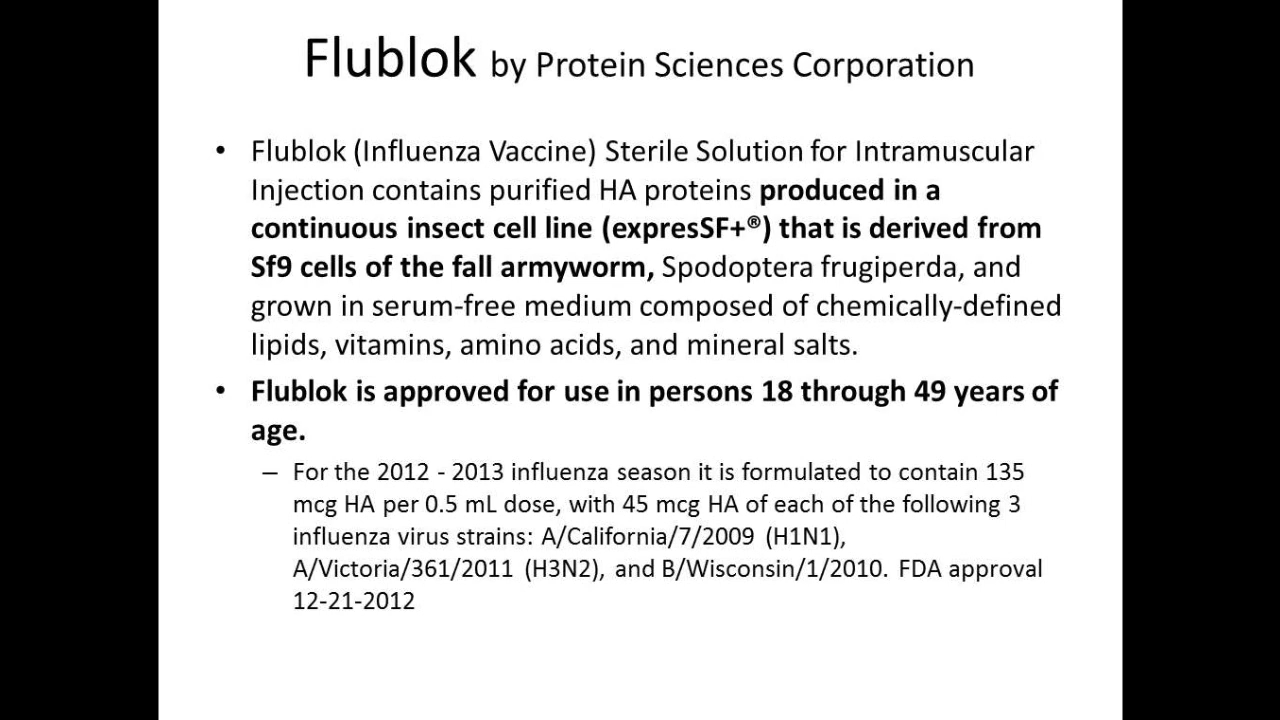 Flublok by Protein Sciences Corporation
• Flublok (Influenza Vaccine) Sterile Solution for Intramuscular
Injection contains purified HA proteins produced in a
continuous insect cell line (expresSF+®) that is derived from
Sf9 cells of the fall armyworm, Spodoptera frugiperda, and
grown in serum-free medium composed of chemically-defined
lipids, vitamins, amino acids, and mineral salts.
• Flublok is approved for use in persons 18 through 49 years of
age.
– For the 2012 - 2013 influenza season it is formulated to contain 135
mcg HA per 0.5 mL dose, with 45 mcg HA of each of the following 3
influenza virus strains: A/California/7/2009 (H1N1),
A/Victoria/361/2011 (H3N2), and B/Wisconsin/1/2010. FDA approval
12-21-2012